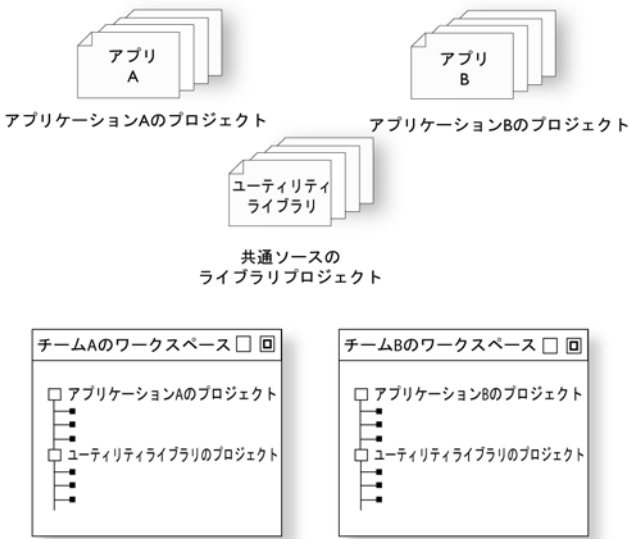 アプリ
A
アプリ
B
アプリケーションAのプロジェクト
アプリケーションBのプロジェクト
ユーティリティ
ライブラリ
共通ソースの
ライブラリプロジェクト
チームAのワークスペース
アプリケーションAのプロジェクト
ユーティリティライブラリのプロジェクト
チームBのワークスペース
アプリケーションBのプロジェクト
ユーティリティライブラリのプロジェクト